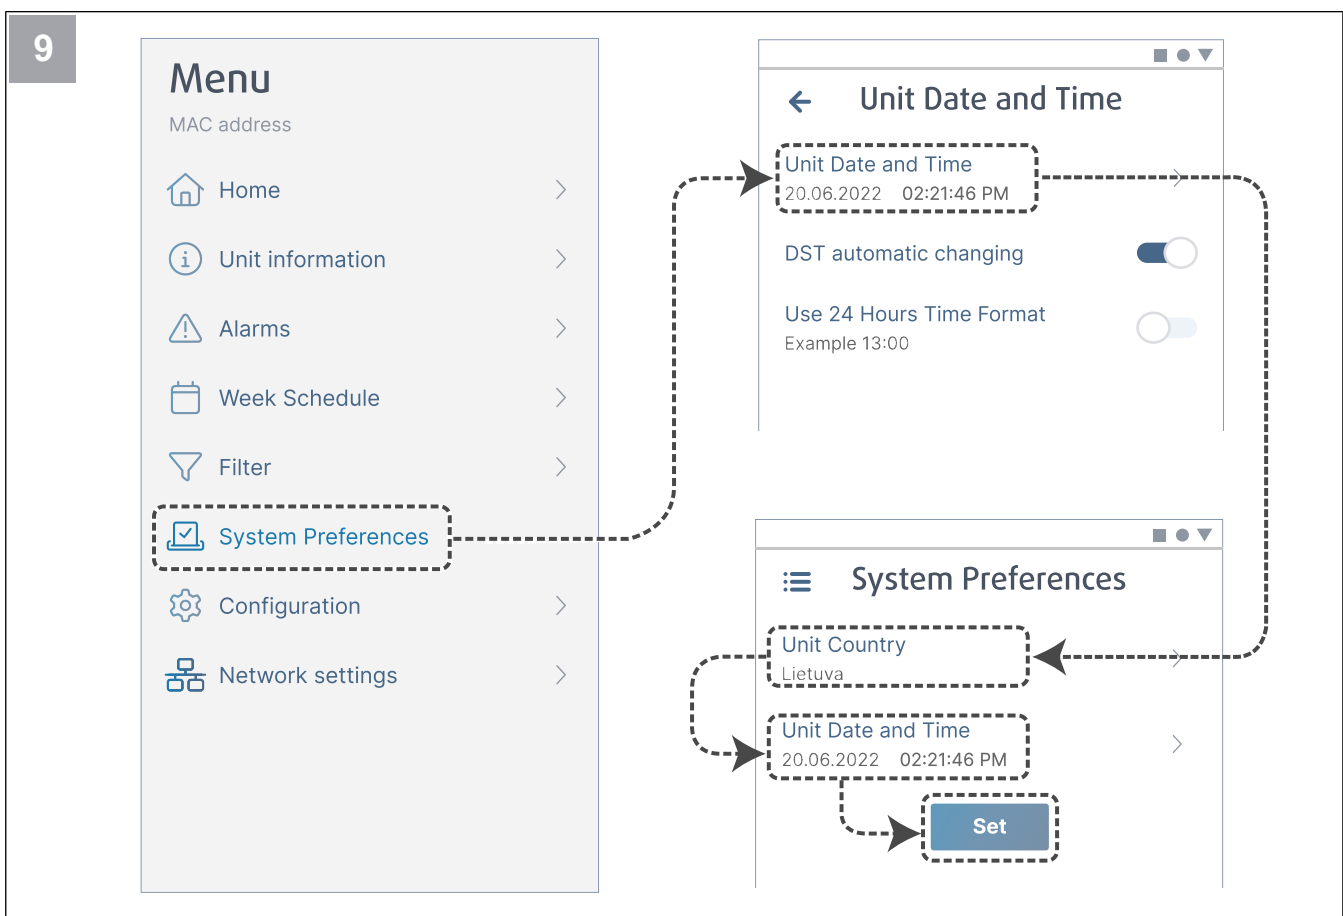 9
Menu
MAC address
Home
Unit information
Alarms
Week Schedule
Filter
System Preferences
Configuration
Network settings
Unit Date and Time
Unit Date and Time
20.06.2022 02:21:46 PM
DST automatic changing
Use 24 Hours Time Format
Example 13:00
System Preferences
Unit Country
Lietuva
Unit Date and Time
20.06.2022 02:21:46 PM
Set